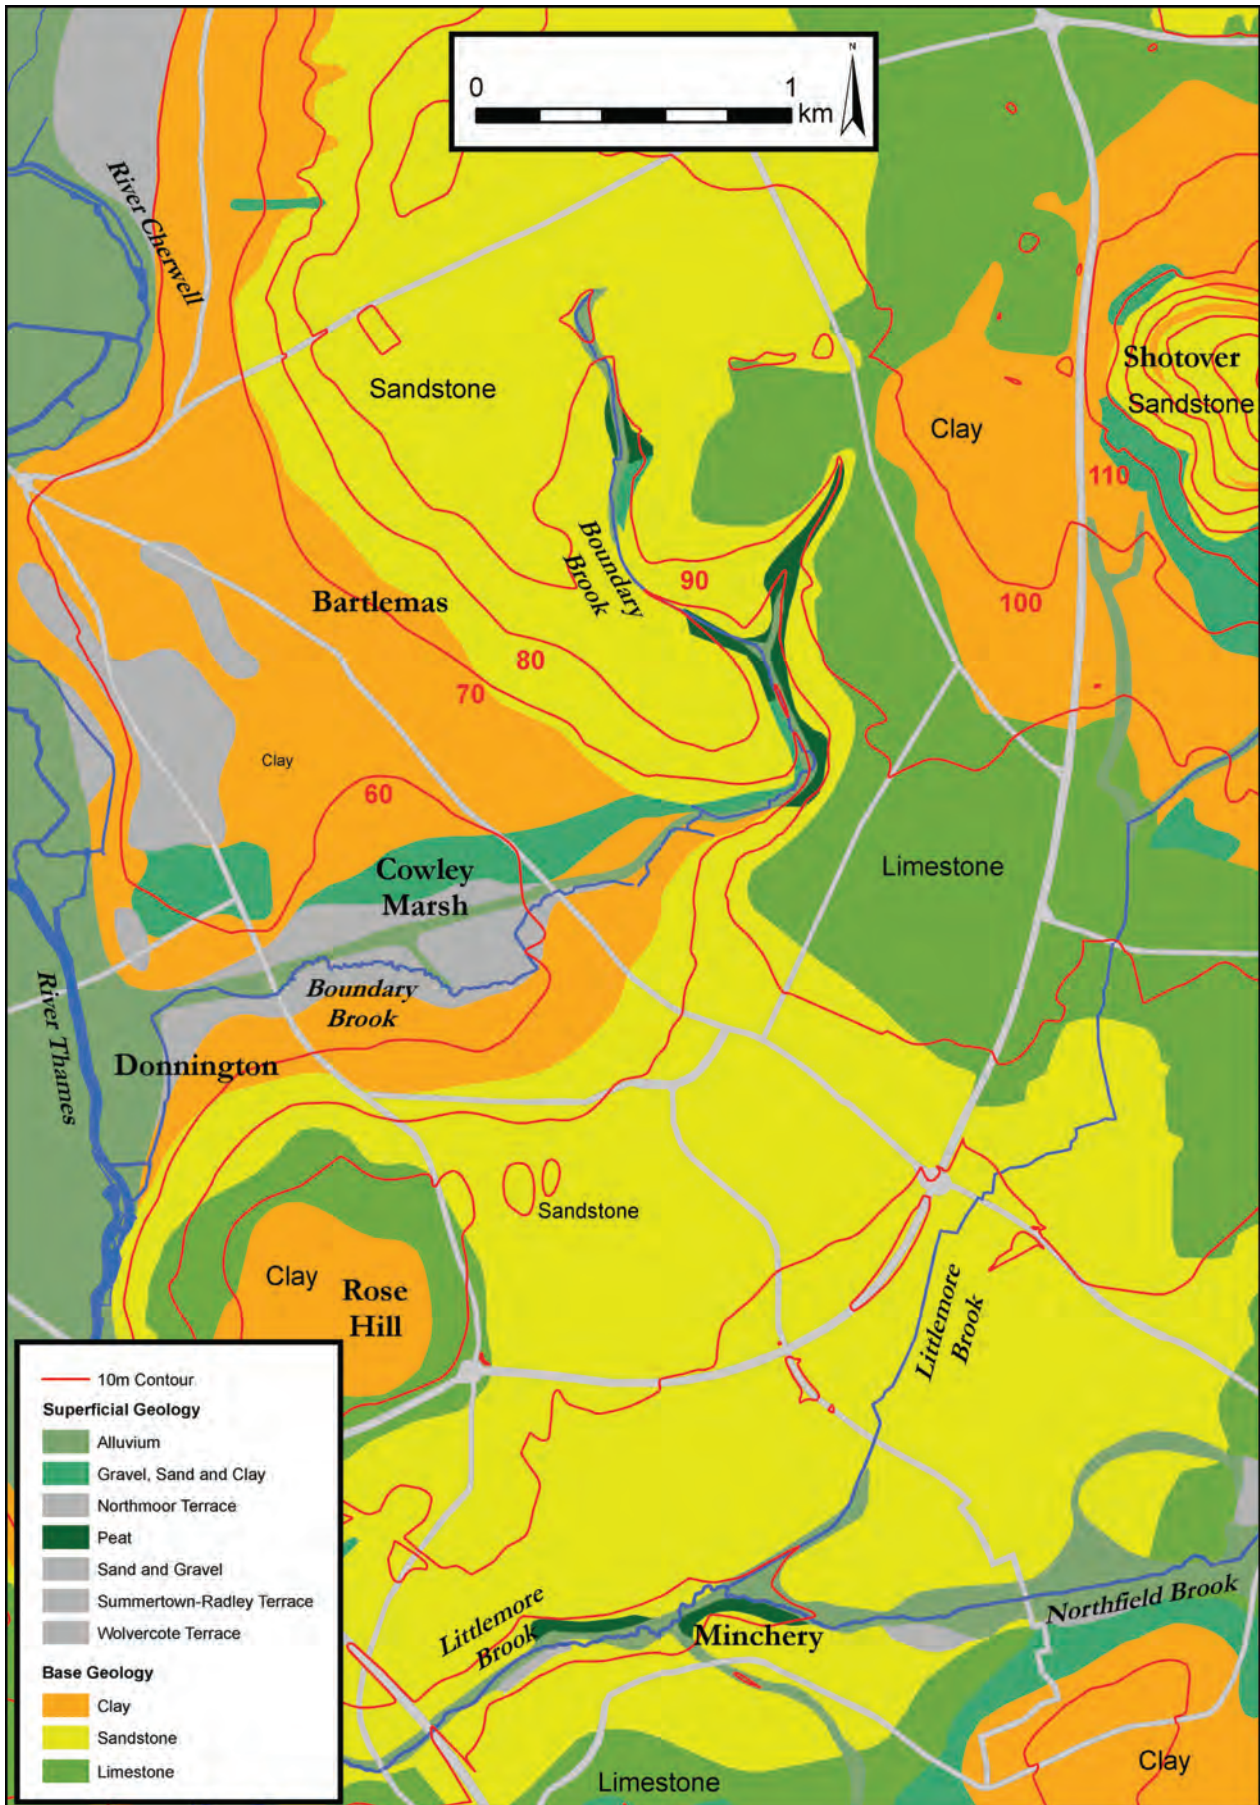 N
0 1
km
River Cherwell
Shotover
Sandstone
Sandstone
Clay
110
Boundary
Brook
90
100
Bartlemas
80
70
Clay
60
Limestone
Cowley
Marsh
River Thames
Boundary
Brook
Donnington
Sandstone
Clay
Rose
Hill
Littlemore
Brook
10m Contour
Superficial Geology
Alluvium
Gravel, Sand and Clay
Northmoor Terrace
Peat
Sand and Gravel
Summertown-Radley Terrace
Wolvercote Terrace
Base Geology
Clay
Sandstone
Limestone
Littlemore
Brook
Minchery
Northfield Brook
Clay
Limestone